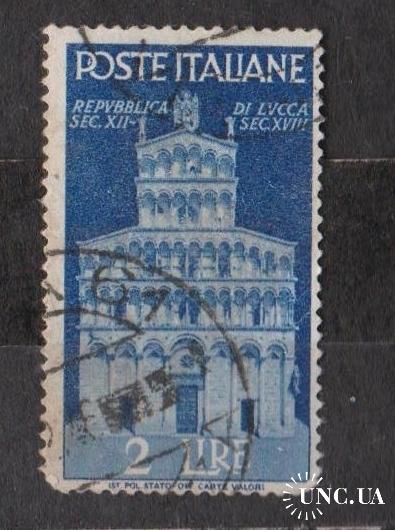 POSTE ITALIANE
REPVBBLICA DI LVCCA
SEC. XII- SEC. XVIII
2 LIRE
IST. POL. STATO-OFF. CARTE VALORI
UNC.UA